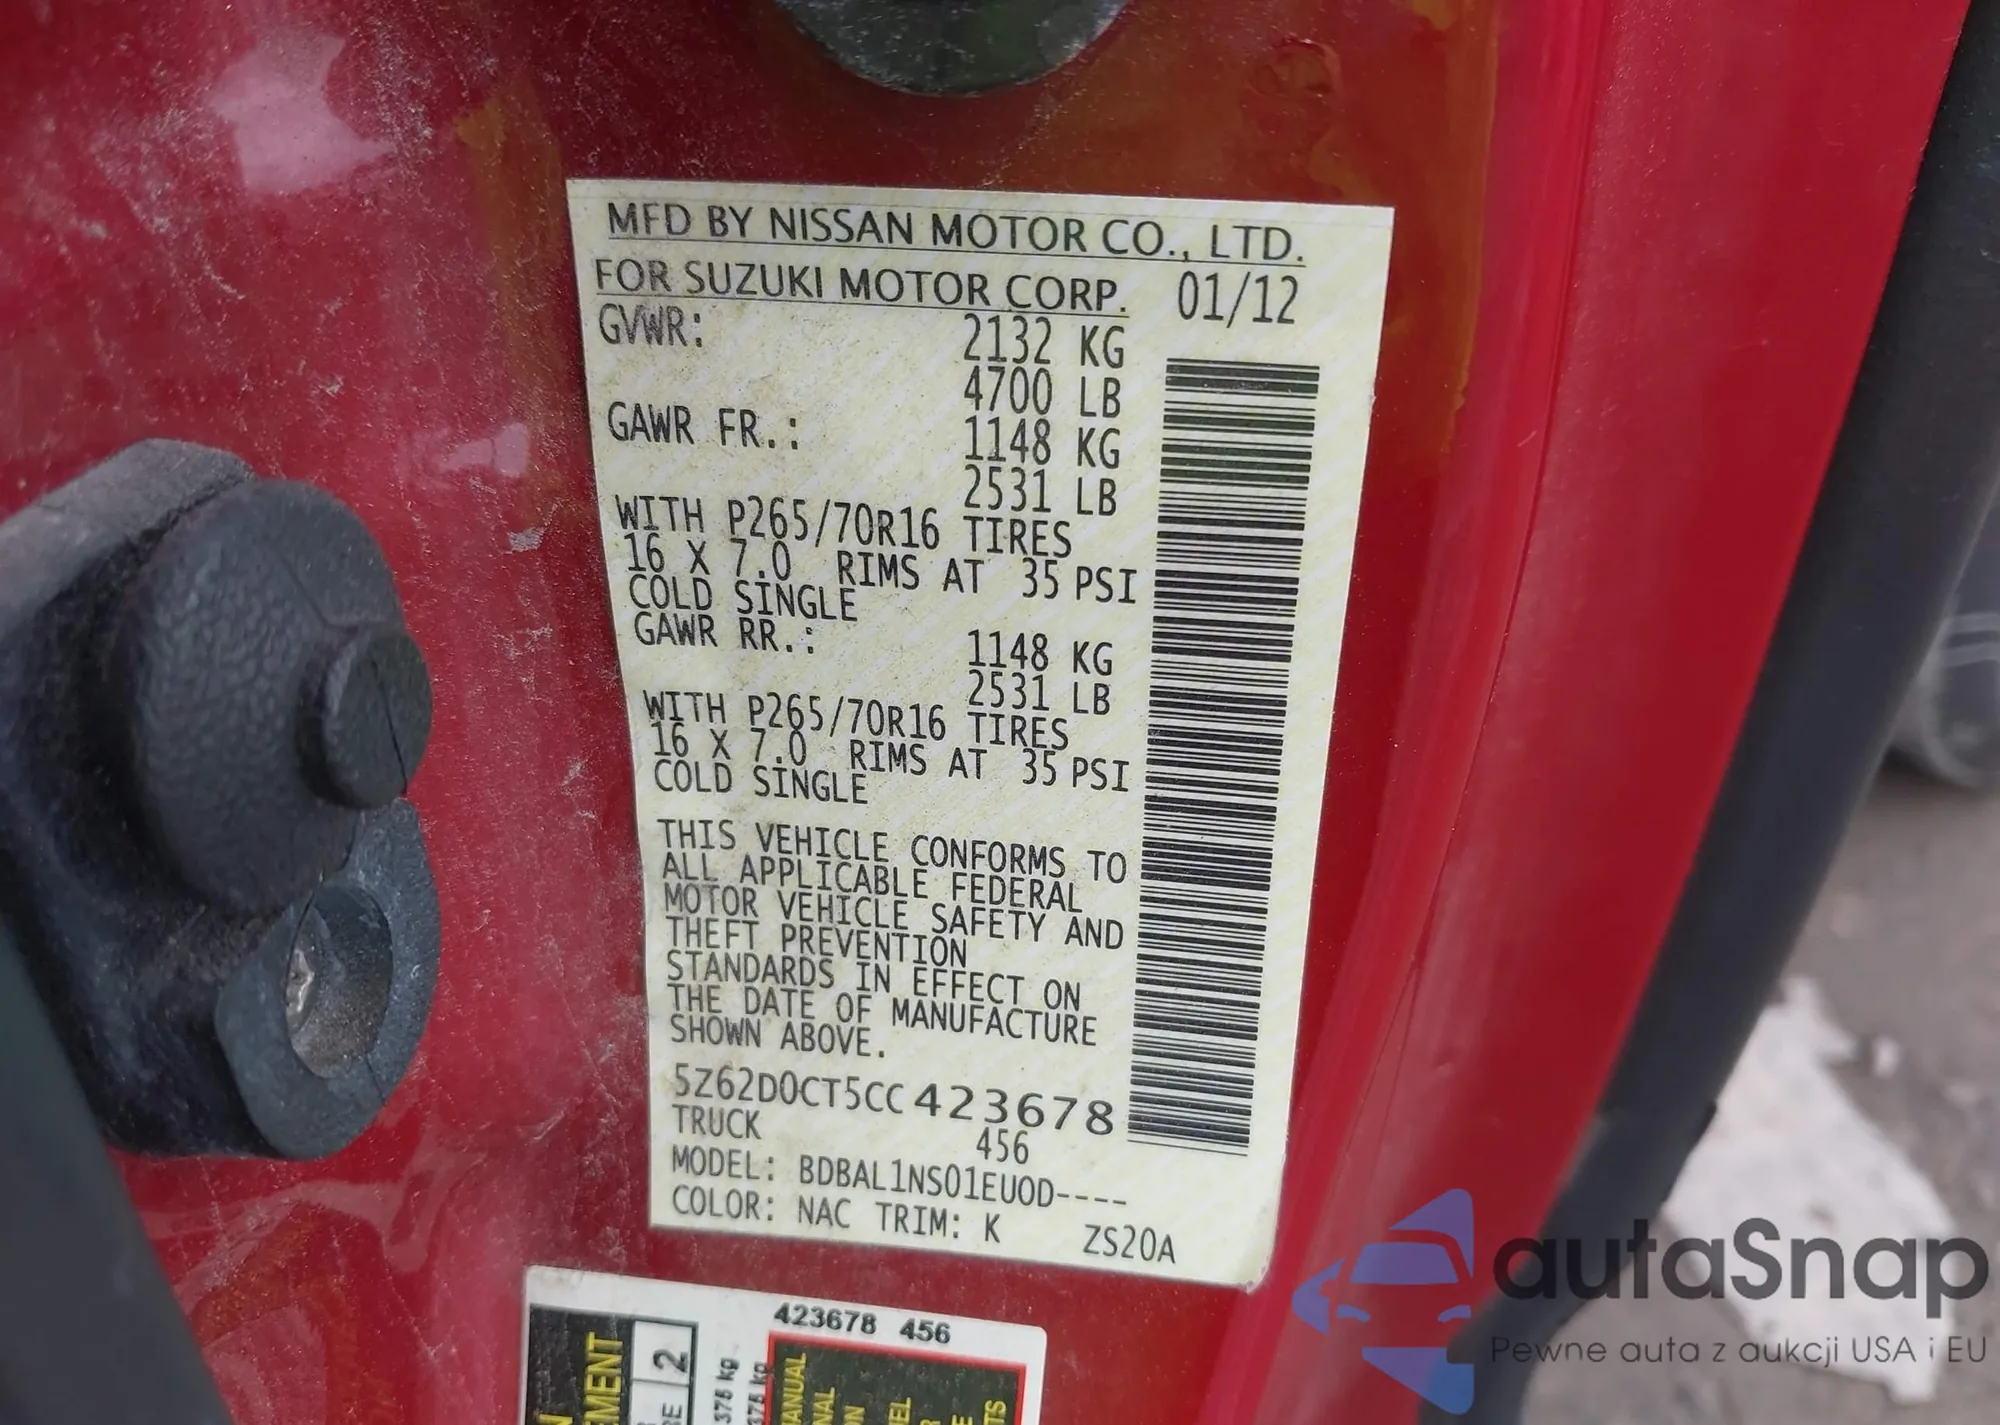 MFD BY NISSAN MOTOR CO., LTD.
FOR SUZUKI MOTOR CORP. 01/12
GVWR: 2132 KG
4700 LB
GAWR FR.: 1148 KG
2531 LB
WITH P265/70R16 TIRES
16 X 7.0 RIMS AT 35 PSI
COLD SINGLE
GAWR RR.: 1148 KG
2531 LB
WITH P265/70R16 TIRES
16 X 7.0 RIMS AT 35 PSI
COLD SINGLE
THIS VEHICLE CONFORMS TO
ALL APPLICABLE FEDERAL
MOTOR VEHICLE SAFETY AND
THEFT PREVENTION
STANDARDS IN EFFECT ON
THE DATE OF MANUFACTURE
SHOWN ABOVE.
5Z62D0CT5CC423678
TRUCK 456
MODEL: BDBAL1NS01EU0D----
COLOR: NAC TRIM: K ZS20A
423678 456
2
MANUAL
autaSnap
Pewne auta z aukcji USA i EU